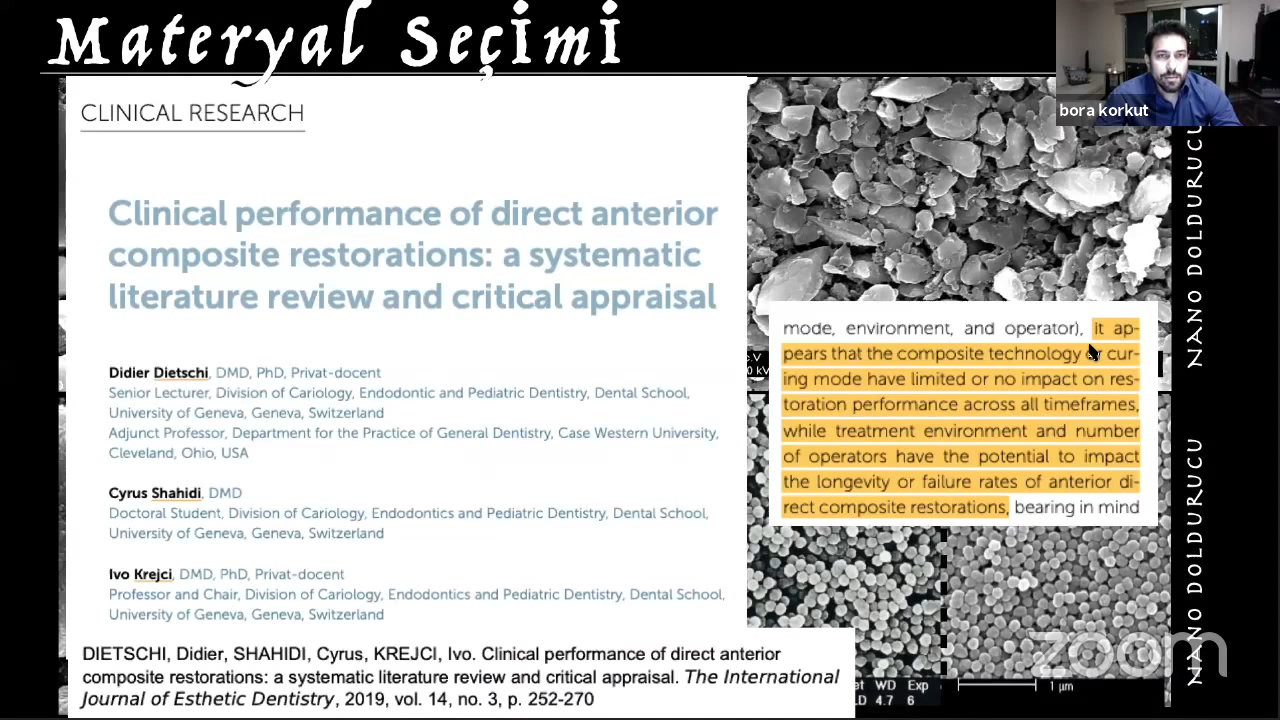 Materyal Seçİmİ
bora korkut
CLINICAL RESEARCH
Clinical performance of direct anterior
composite restorations: a systematic
literature review and critical appraisal
Didier Dietschi, DMD, PhD, Privat-docent
Senior Lecturer, Division of Cariology, Endodontic and Pediatric Dentistry, Dental School,
University of Geneva, Geneva, Switzerland
Adjunct Professor, Department for the Practice of General Dentistry, Case Western University,
Cleveland, Ohio, USA
Cyrus Shahidi, DMD
Doctoral Student, Division of Cariology, Endodontics and Pediatric Dentistry, Dental School,
University of Geneva, Geneva, Switzerland
Ivo Krejci, DMD, PhD, Privat-docent
Professor and Chair, Division of Cariology, Endodontics and Pediatric Dentistry, Dental School,
University of Geneva, Geneva, Switzerland
DIETSCHI, Didier, SHAHIDI, Cyrus, KREJCI, Ivo. Clinical performance of direct anterior
composite restorations: a systematic literature review and critical appraisal. The International
Journal of Esthetic Dentistry, 2019, vol. 14, no. 3, p. 252-270
mode, environment, and operator), it ap-
pears that the composite technology or cur-
ing mode have limited or no impact on res-
toration performance across all timeframes,
while treatment environment and number
of operators have the potential to impact
the longevity or failure rates of anterior di-
rect composite restorations, bearing in mind
NANO DOLDURUCU
NANO DOLDURUCU
WD Exp
4.7 6
1 µm
zoom